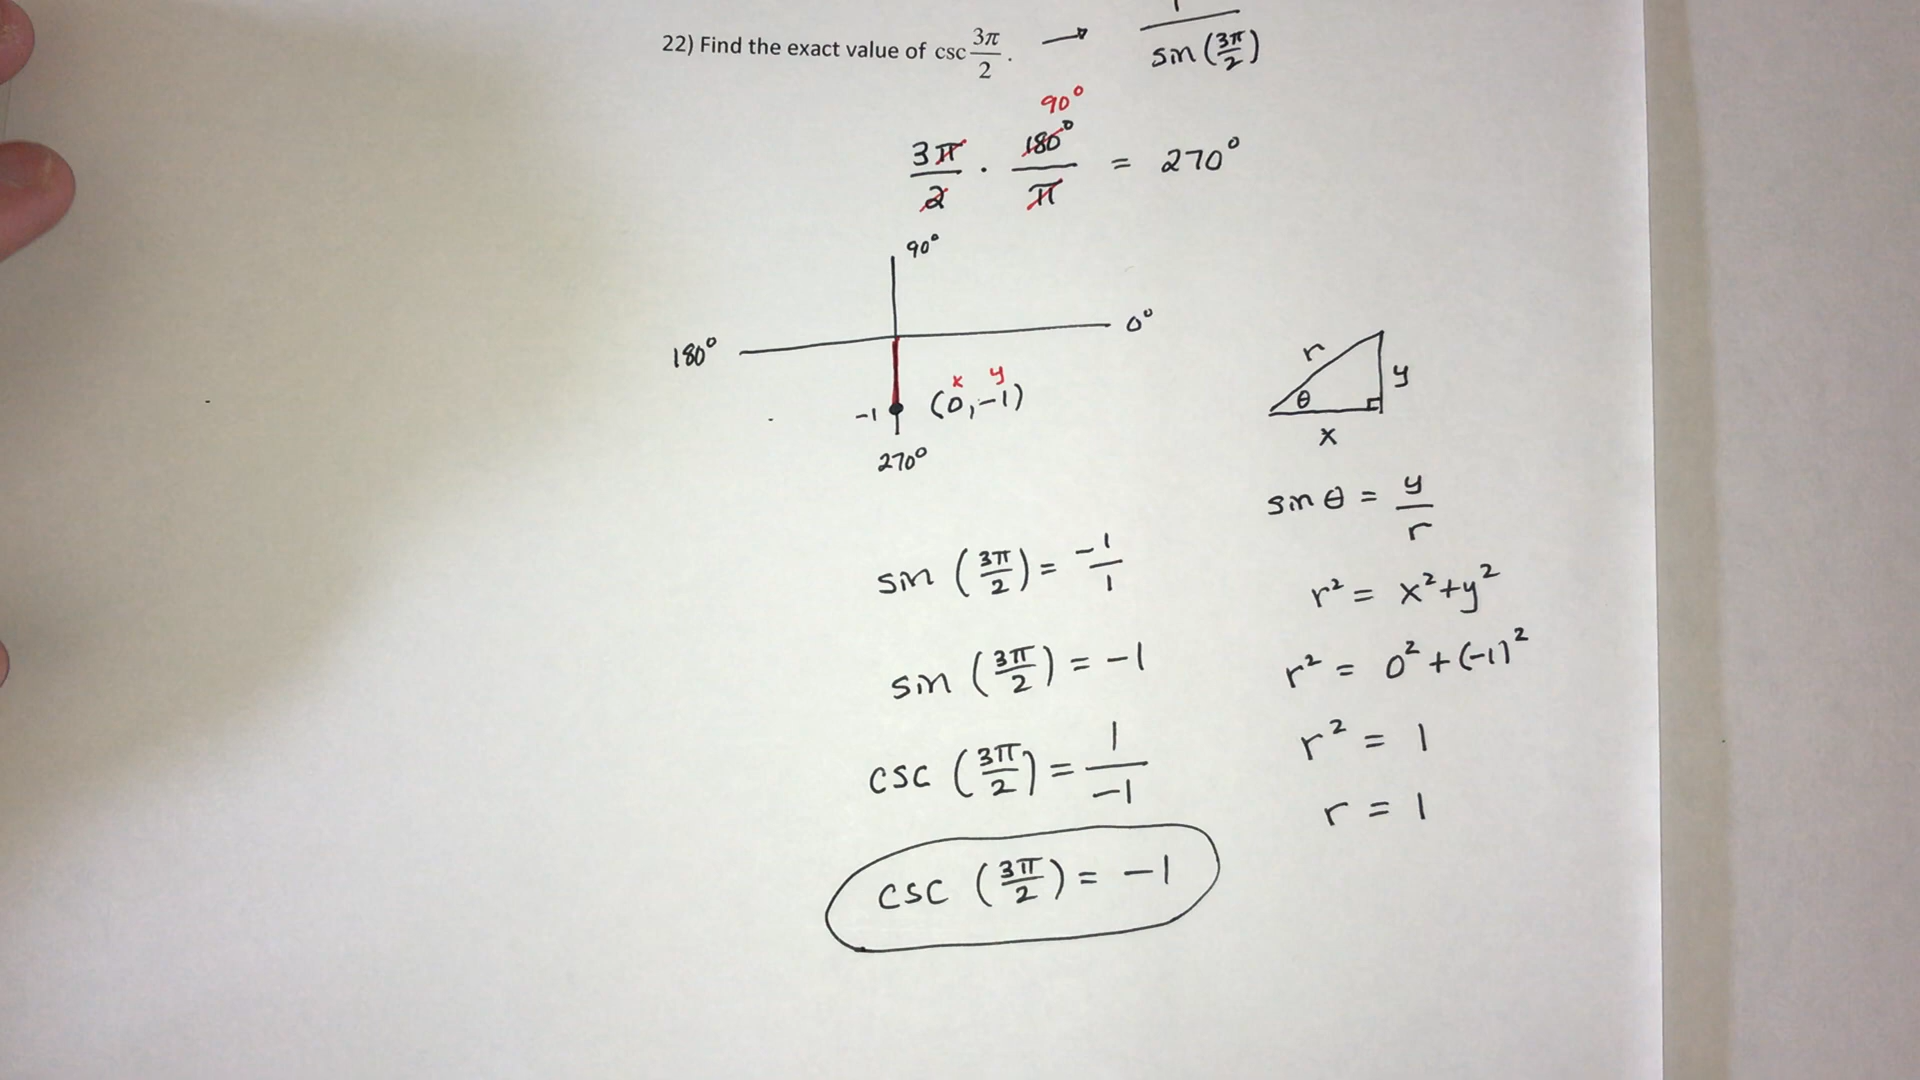 22) Find the exact value of csc 3π/2 . → 1/sin(3π/2)
90°
3π/2 · 180°/π = 270°
90°
180° 0°
x y
-1 (0,-1)
270°
r y
θ
x
sin θ = y/r
sin (3π/2) = -1/1
r² = x²+y²
sin (3π/2) = -1
r² = 0² + (-1)²
csc (3π/2) = 1/-1
r² = 1
r = 1
csc (3π/2) = -1